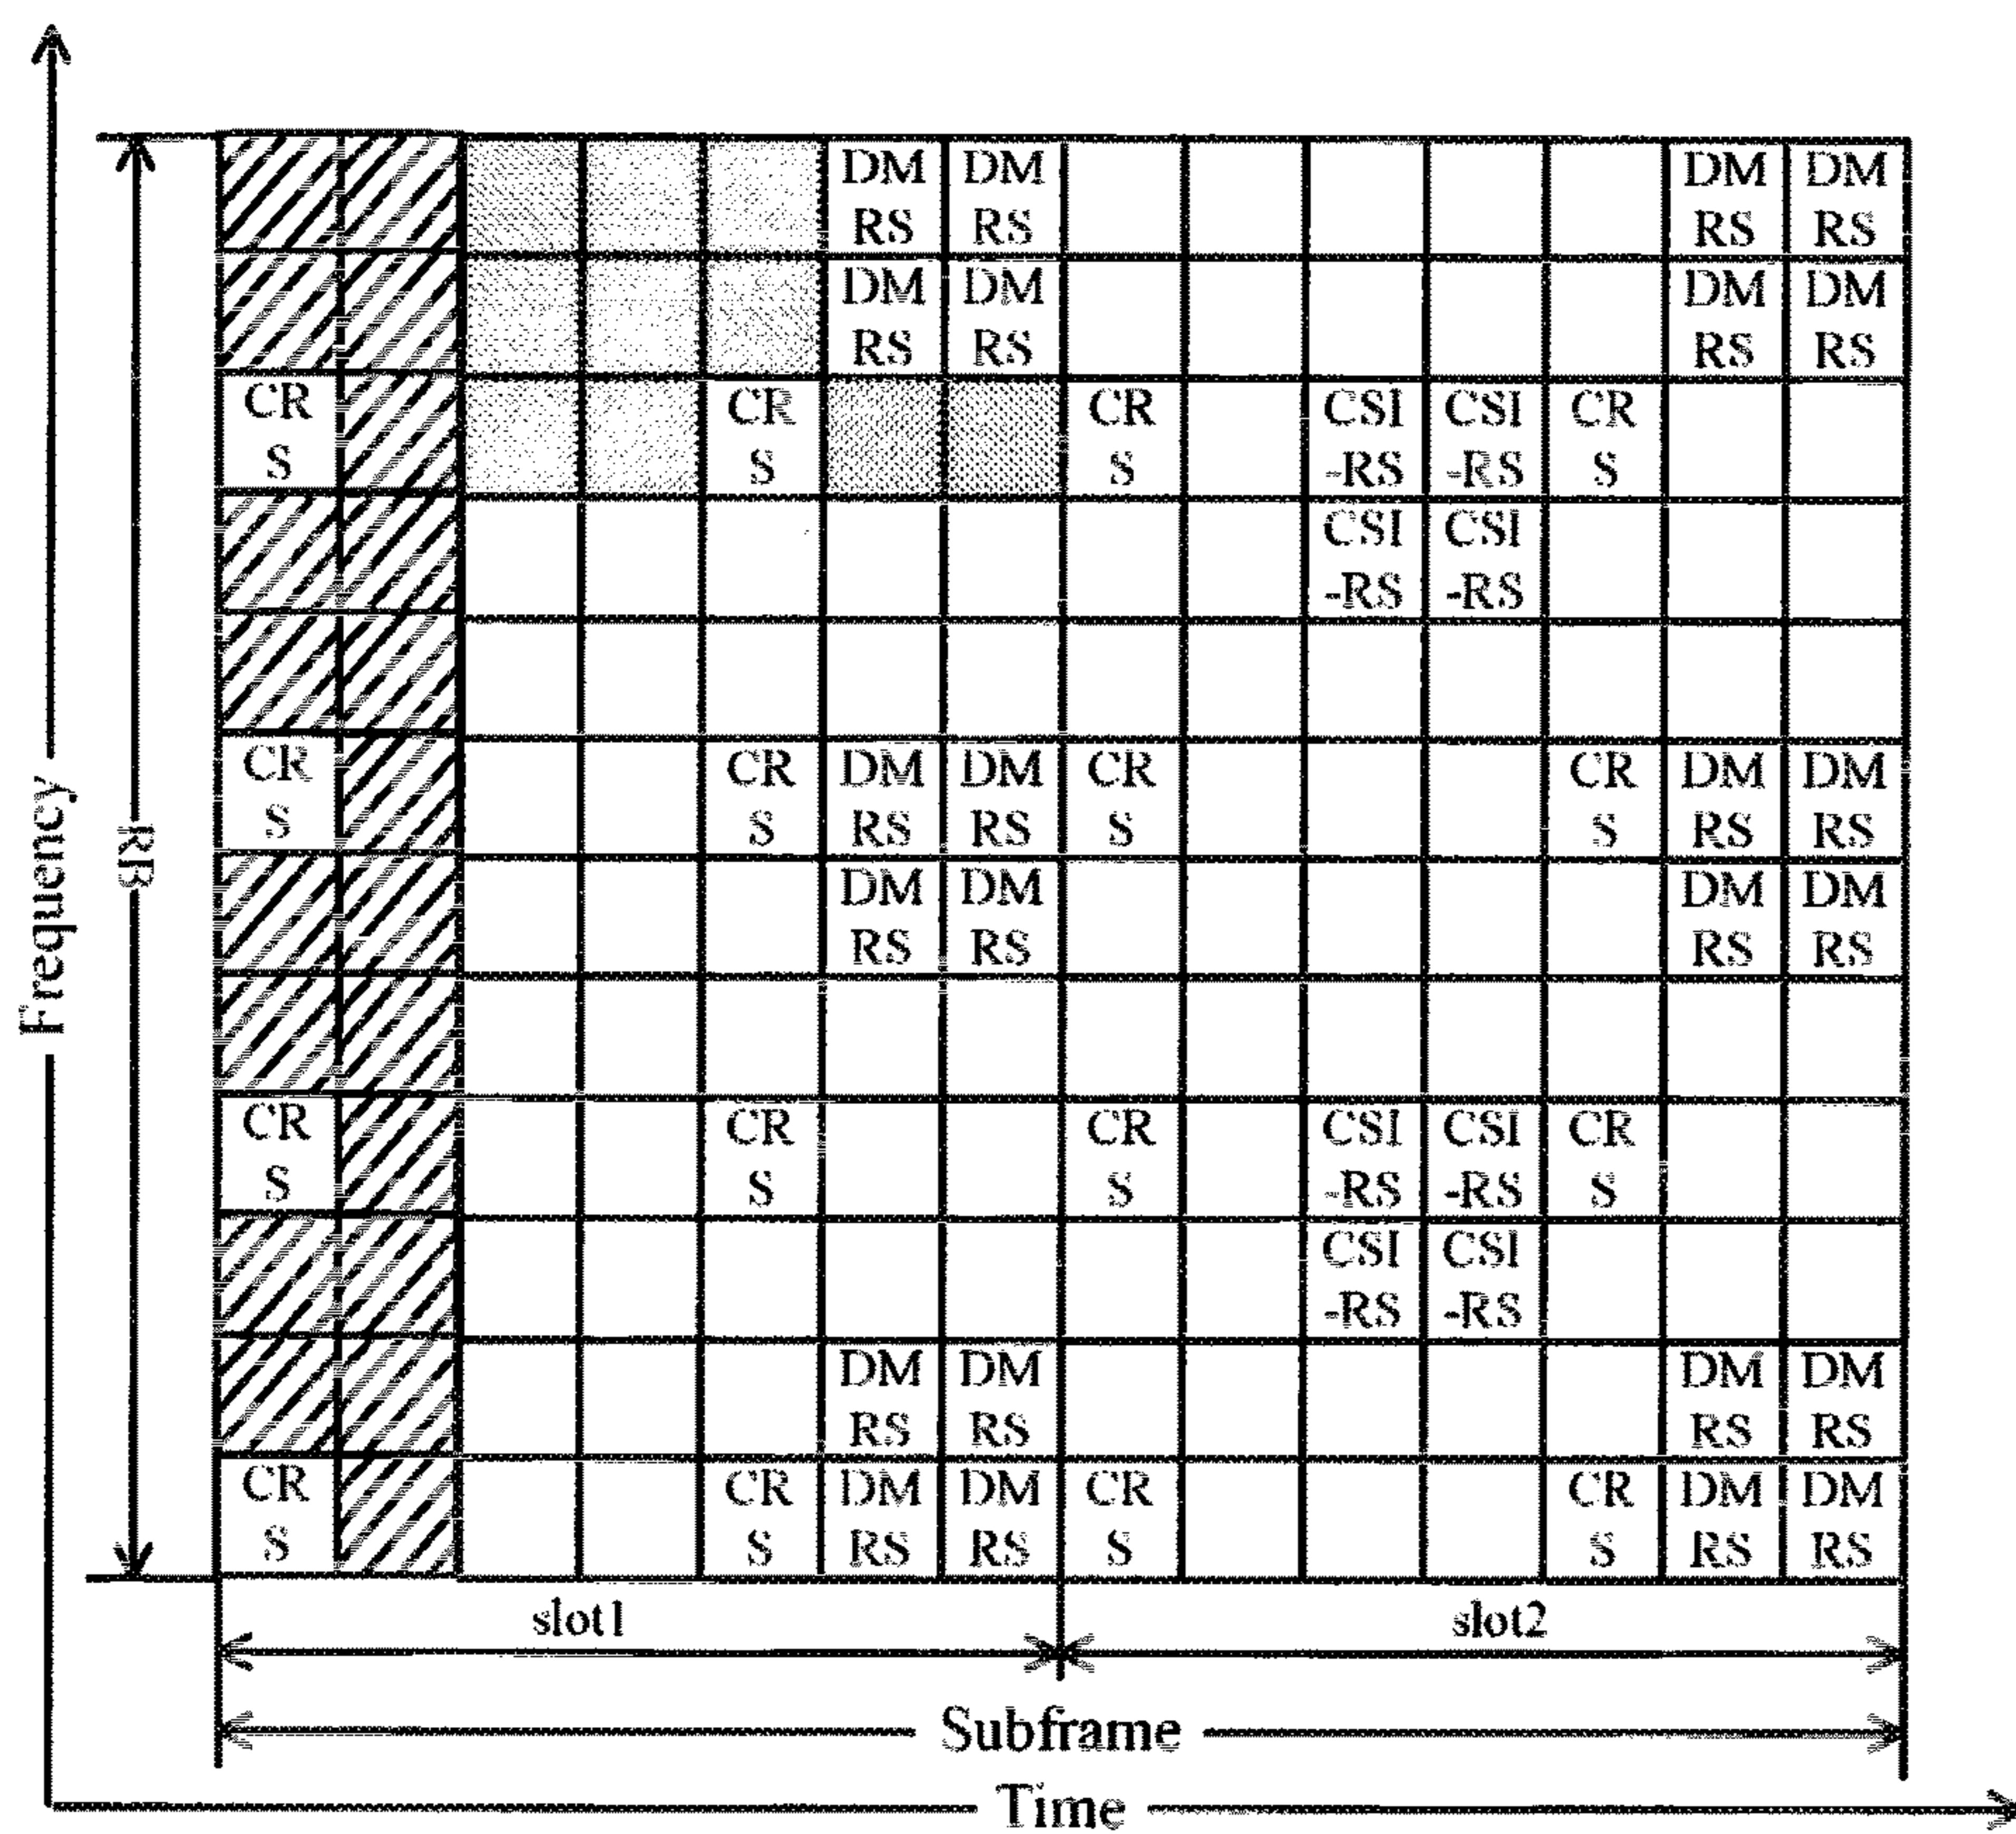 DM DM DM DM
RS RS RS RS
DM DM DM DM
RS RS RS RS
CR CR CR CSI CSI CR
S S S -RS -RS S
CSI CSI
-RS -RS
CR CR DM DM CR CR DM DM
S S RS RS S S RS RS
DM DM DM DM
RS RS RS RS
CR CR CR CSI CSI CR
S S S -RS -RS S
CSI CSI
-RS -RS
DM DM DM DM
RS RS RS RS
CR CR DM DM CR CR DM DM
S S RS RS S S RS RS
Frequency
RB
slot1 slot2
Subframe
Time